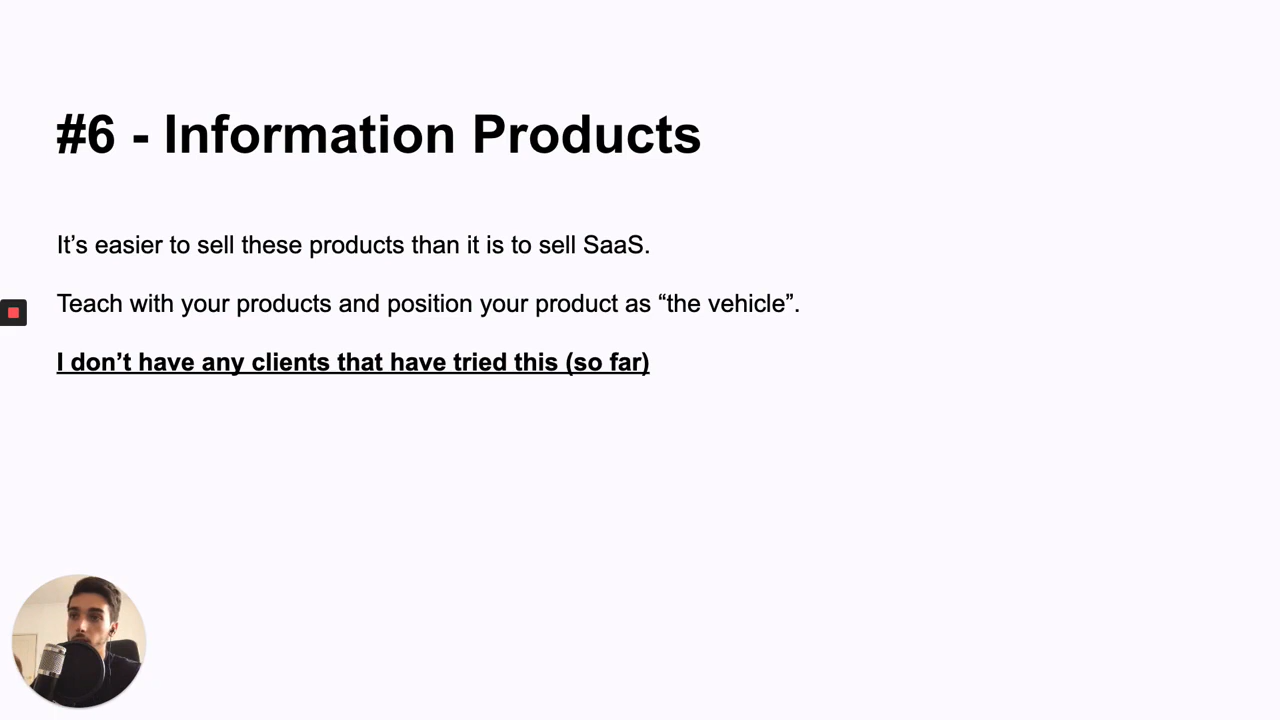 #6 - Information Products
It’s easier to sell these products than it is to sell SaaS.
Teach with your products and position your product as “the vehicle”.
I don’t have any clients that have tried this (so far)